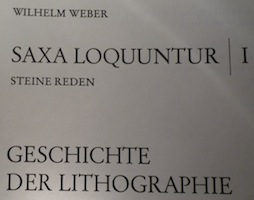 WILHELM WEBER
SAXA LOQUUNTUR | I
STEINE REDEN
GESCHICHTE
DER LITHOGRAPHIE